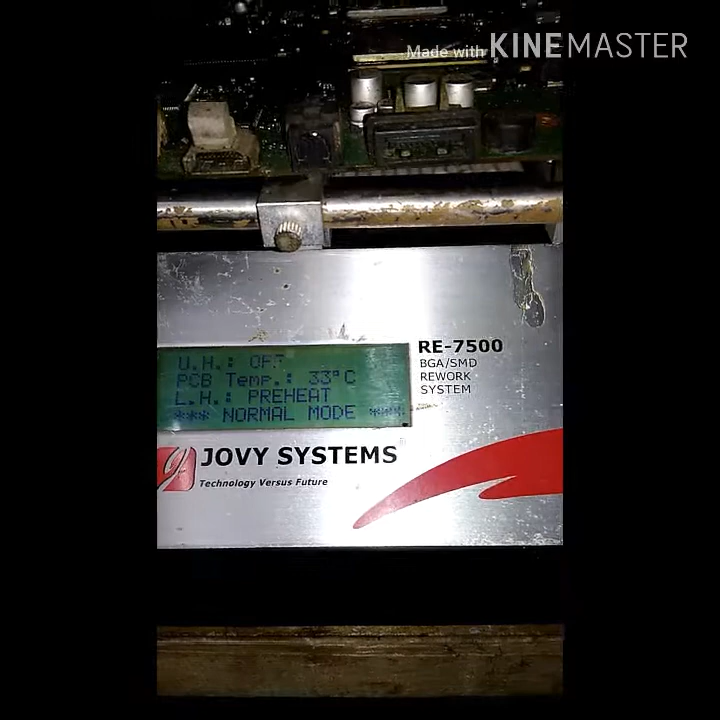 Made with KINEMASTER
RE-7500
BGA/SMD
REWORK
SYSTEM
U.H.: OFF
PCB Temp.: 33°C
L.H.: PREHEAT
*** NORMAL MODE ***
JOVY SYSTEMS
Technology Versus Future